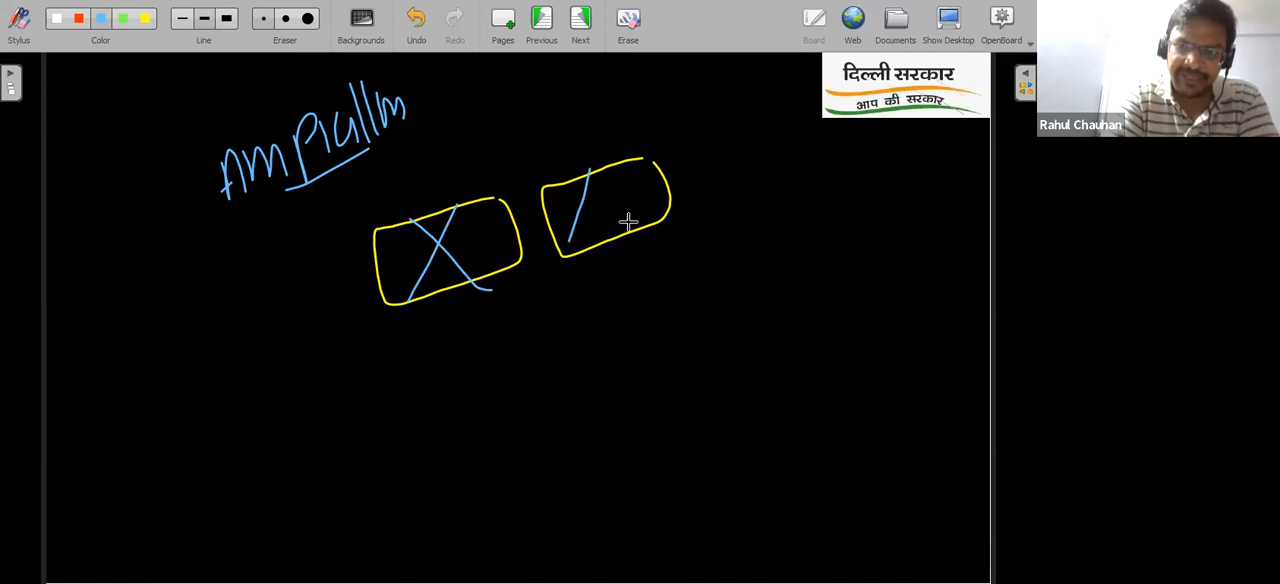 Stylus
Color
Line
Eraser
Backgrounds
Undo
Redo
Pages
Previous
Next
Erase
Board
Web
Documents
Show Desktop
OpenBoard
दिल्ली सरकार
आप की सरकार
Rahul Chauhan